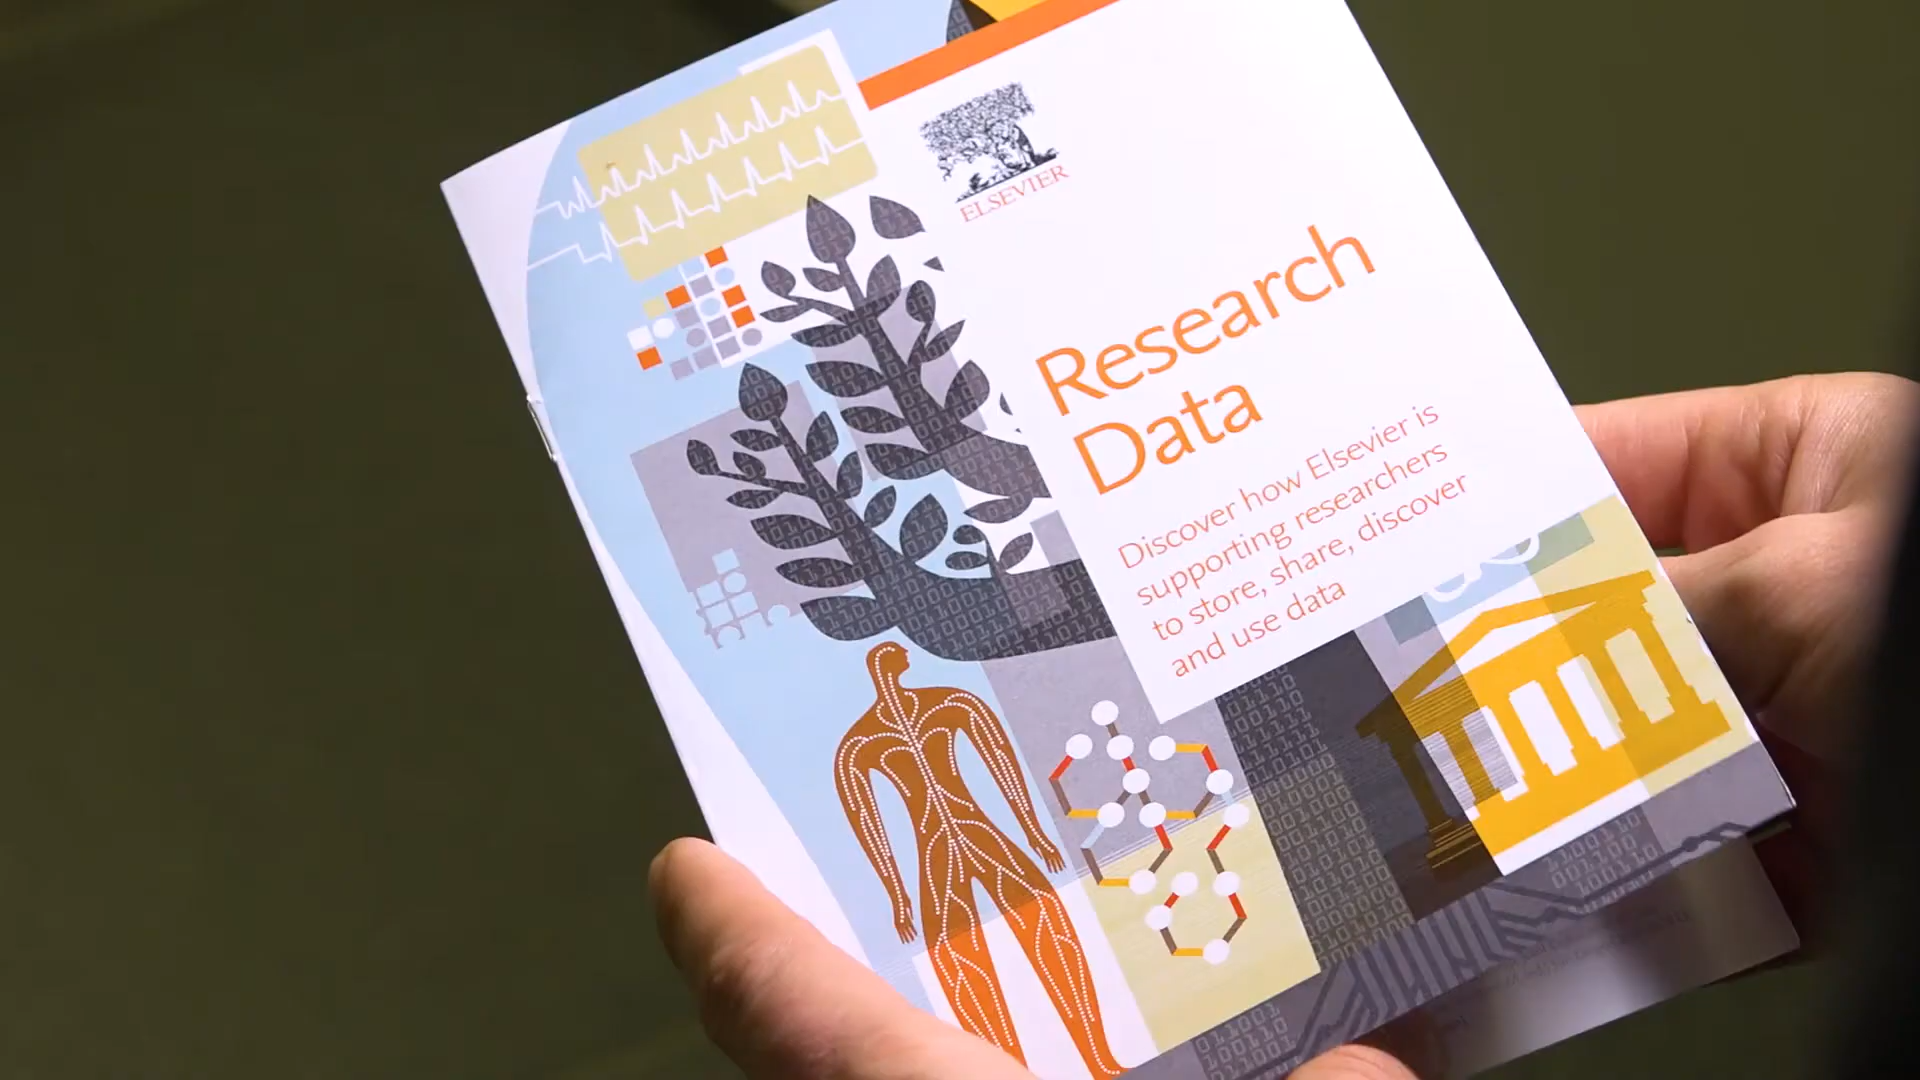 ELSEVIER
Research
Data
Discover how Elsevier is
supporting researchers
to store, share, discover
and use data